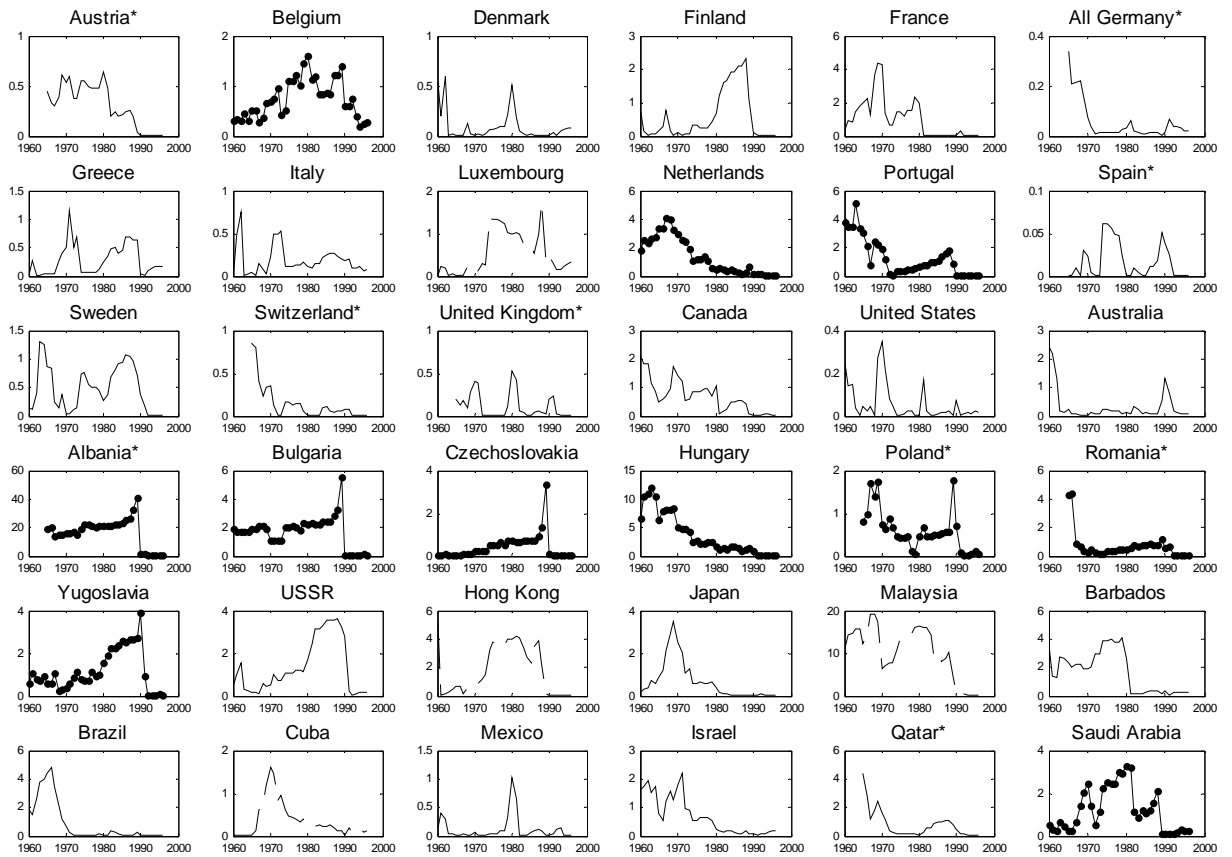 Austria*
1
0.5
0
1960 1970 1980 1990 2000
Belgium
2
1
0
1960 1970 1980 1990 2000
Denmark
1
0.5
0
1960 1970 1980 1990 2000
Finland
3
2
1
0
1960 1970 1980 1990 2000
France
6
4
2
0
1960 1970 1980 1990 2000
All Germany*
0.4
0.2
0
1960 1970 1980 1990 2000
Greece
1.5
1
0.5
0
1960 1970 1980 1990 2000
Italy
1
0.5
0
1960 1970 1980 1990 2000
Luxembourg
2
1
0
1960 1970 1980 1990 2000
Netherlands
6
4
2
0
1960 1970 1980 1990 2000
Portugal
6
4
2
0
1960 1970 1980 1990 2000
Spain*
0.1
0.05
0
1960 1970 1980 1990 2000
Sweden
1.5
1
0.5
0
1960 1970 1980 1990 2000
Switzerland*
1
0.5
0
1960 1970 1980 1990 2000
United Kingdom*
1
0.5
0
1960 1970 1980 1990 2000
Canada
3
2
1
0
1960 1970 1980 1990 2000
United States
0.4
0.2
0
1960 1970 1980 1990 2000
Australia
3
2
1
0
1960 1970 1980 1990 2000
Albania*
60
40
20
0
1960 1970 1980 1990 2000
Bulgaria
6
4
2
0
1960 1970 1980 1990 2000
Czechoslovakia
4
2
0
1960 1970 1980 1990 2000
Hungary
15
10
5
0
1960 1970 1980 1990 2000
Poland*
2
1
0
1960 1970 1980 1990 2000
Romania*
6
4
2
0
1960 1970 1980 1990 2000
Yugoslavia
4
2
0
1960 1970 1980 1990 2000
USSR
4
2
0
1960 1970 1980 1990 2000
Hong Kong
6
4
2
0
1960 1970 1980 1990 2000
Japan
6
4
2
0
1960 1970 1980 1990 2000
Malaysia
20
10
0
1960 1970 1980 1990 2000
Barbados
6
4
2
0
1960 1970 1980 1990 2000
Brazil
6
4
2
0
1960 1970 1980 1990 2000
Cuba
2
1
0
1960 1970 1980 1990 2000
Mexico
1.5
1
0.5
0
1960 1970 1980 1990 2000
Israel
3
2
1
0
1960 1970 1980 1990 2000
Qatar*
6
4
2
0
1960 1970 1980 1990 2000
Saudi Arabia
4
2
0
1960 1970 1980 1990 2000